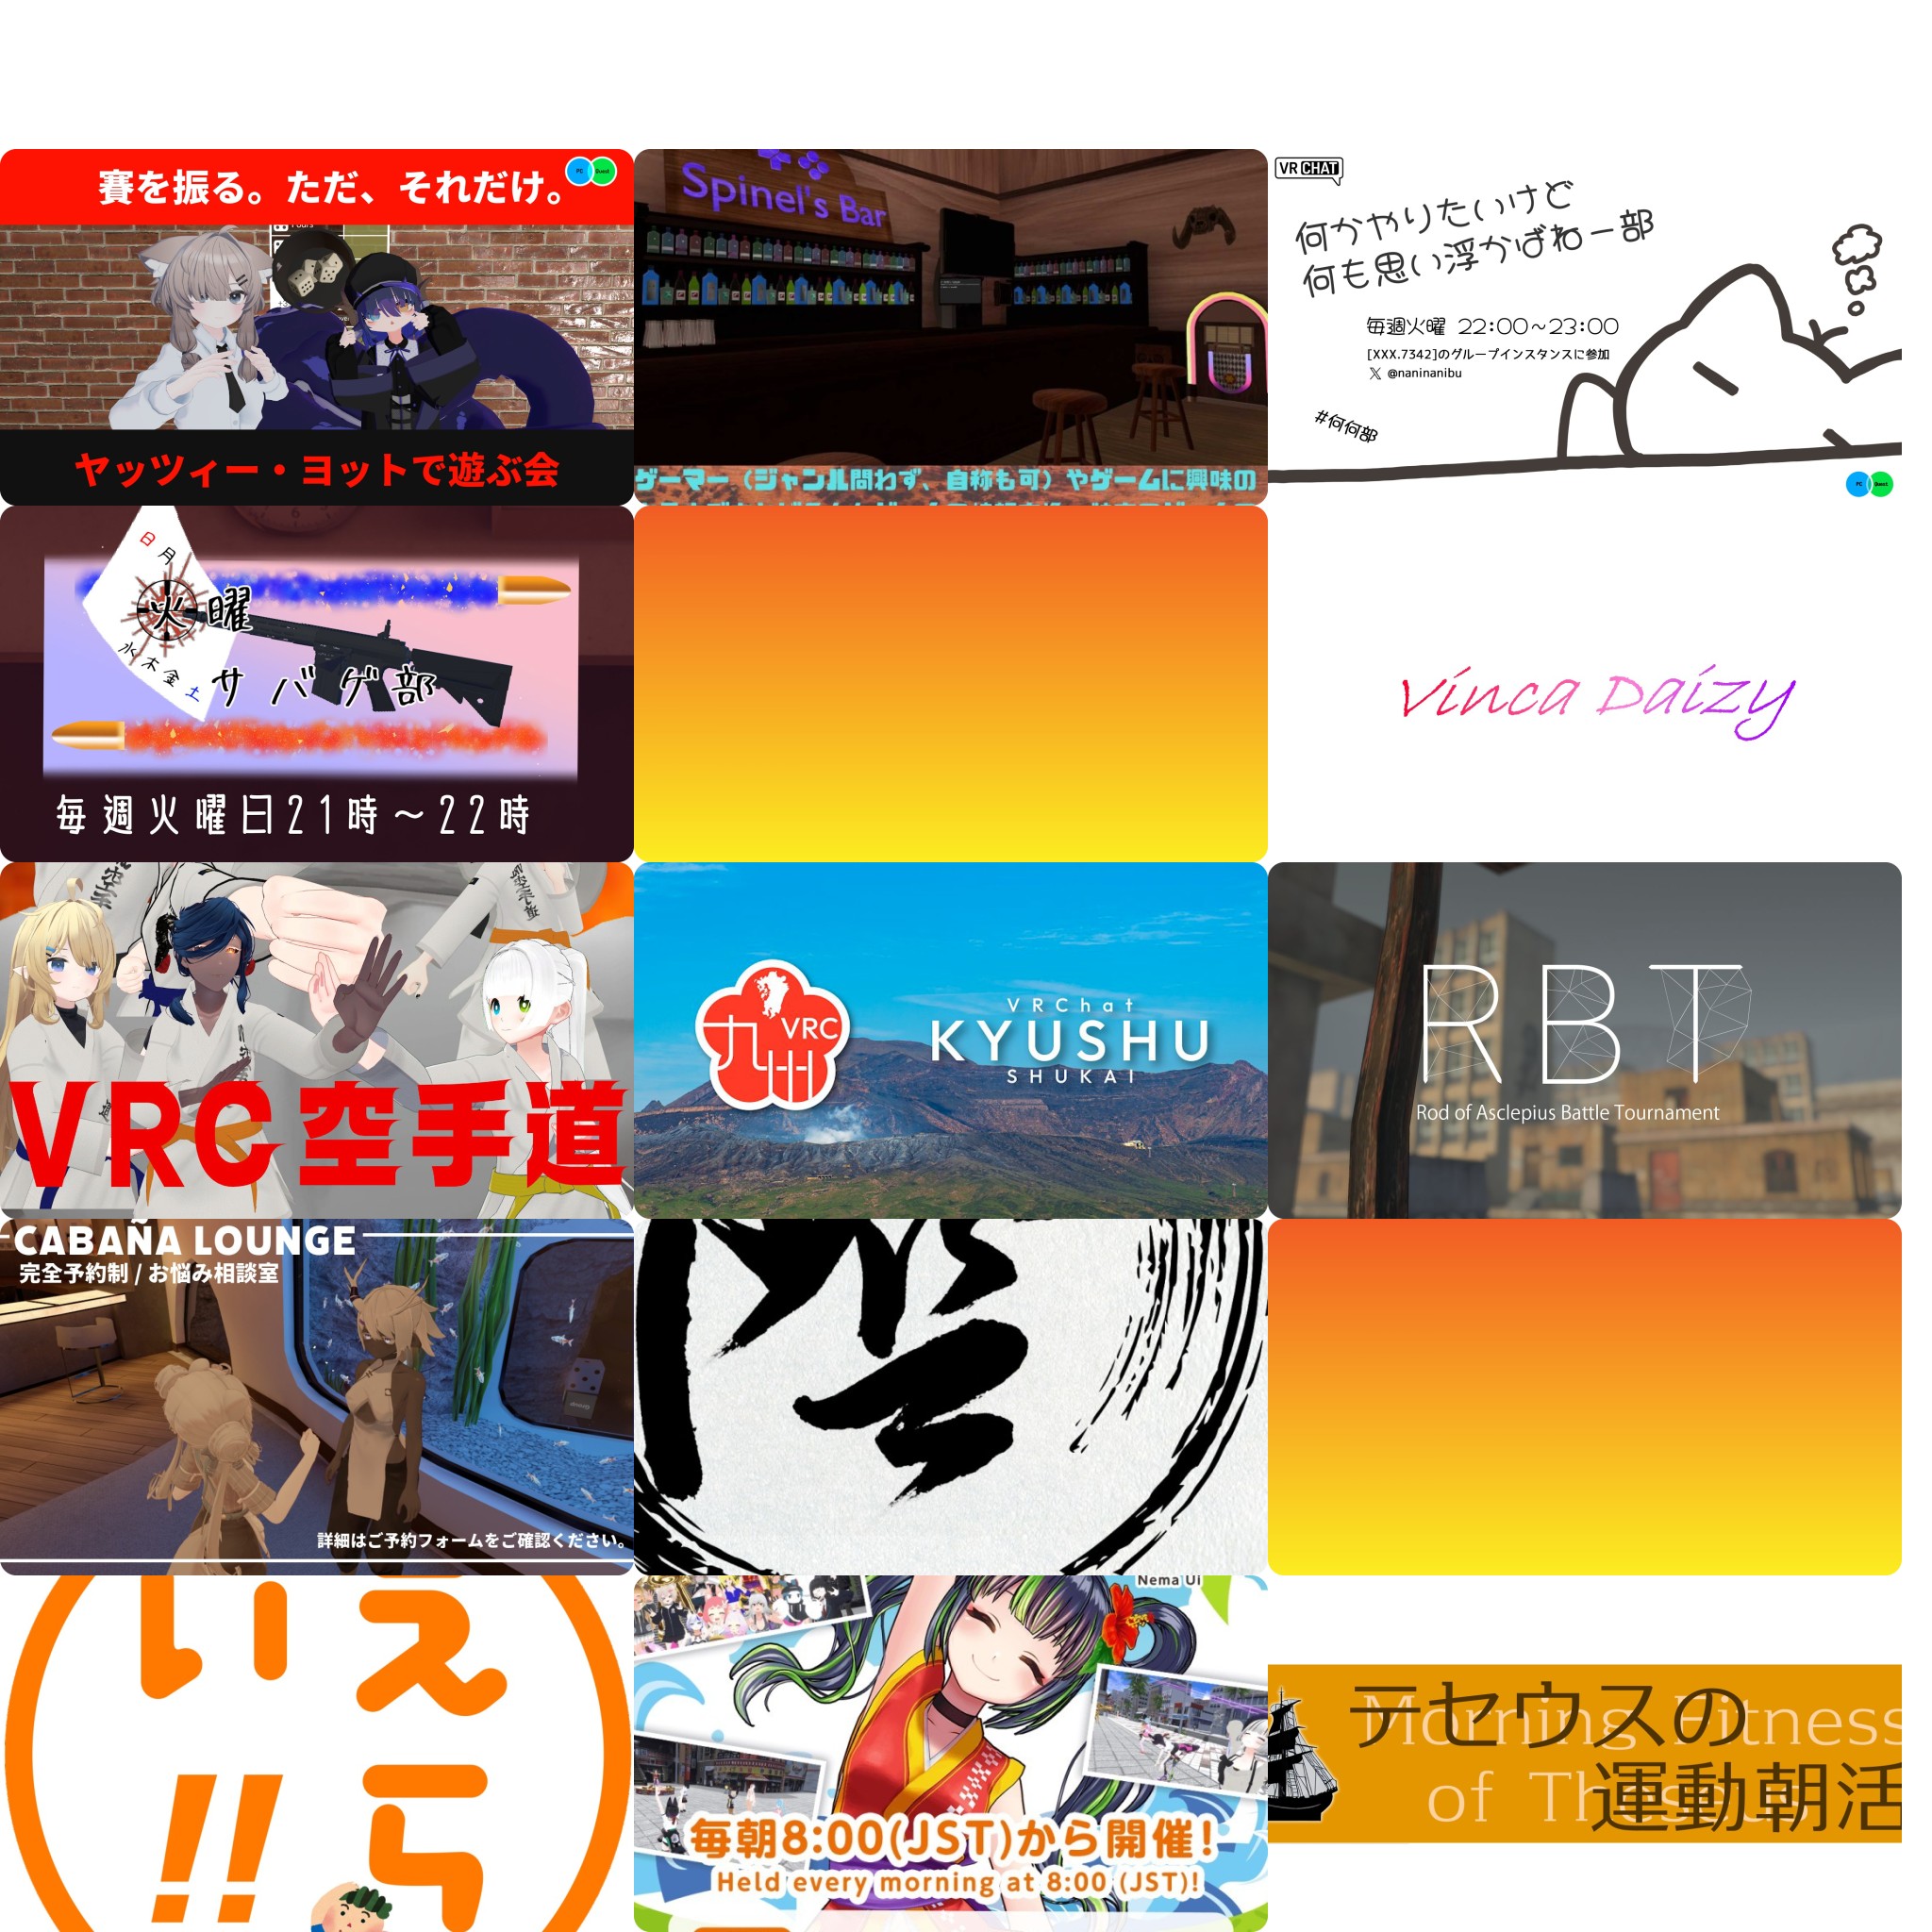 賽を振る。ただ、それだけ。
PC
Quest
ヤッツィー・ヨットで遊ぶ会
Spinel's Bar
ゲーマー（ジャンル問わず、自称も可）やゲームに興味の
VRCHAT
何かやりたいけど
何も思い浮かばねー部
毎週火曜 22:00～23:00
[XXX.7342]のグループインスタンスに参加
X @naninanibu
#何何部
PC
Quest
日月
火曜
水木金土
サバゲ部
毎週火曜日21時～22時
Vinca Daizy
VRC空手道
九州
VRC
VRChat
KYUSHU
SHUKAI
RBT
Rod of Asclepius Battle Tournament
CABAÑA LOUNGE
完全予約制 / お悩み相談室
詳細はご予約フォームをご確認ください。
いえ
ら
!!
Nema Ui
毎朝8:00(JST)から開催!
Held every morning at 8:00 (JST)!
テセウスの
運動朝活
Morning Fitness
of Theseus